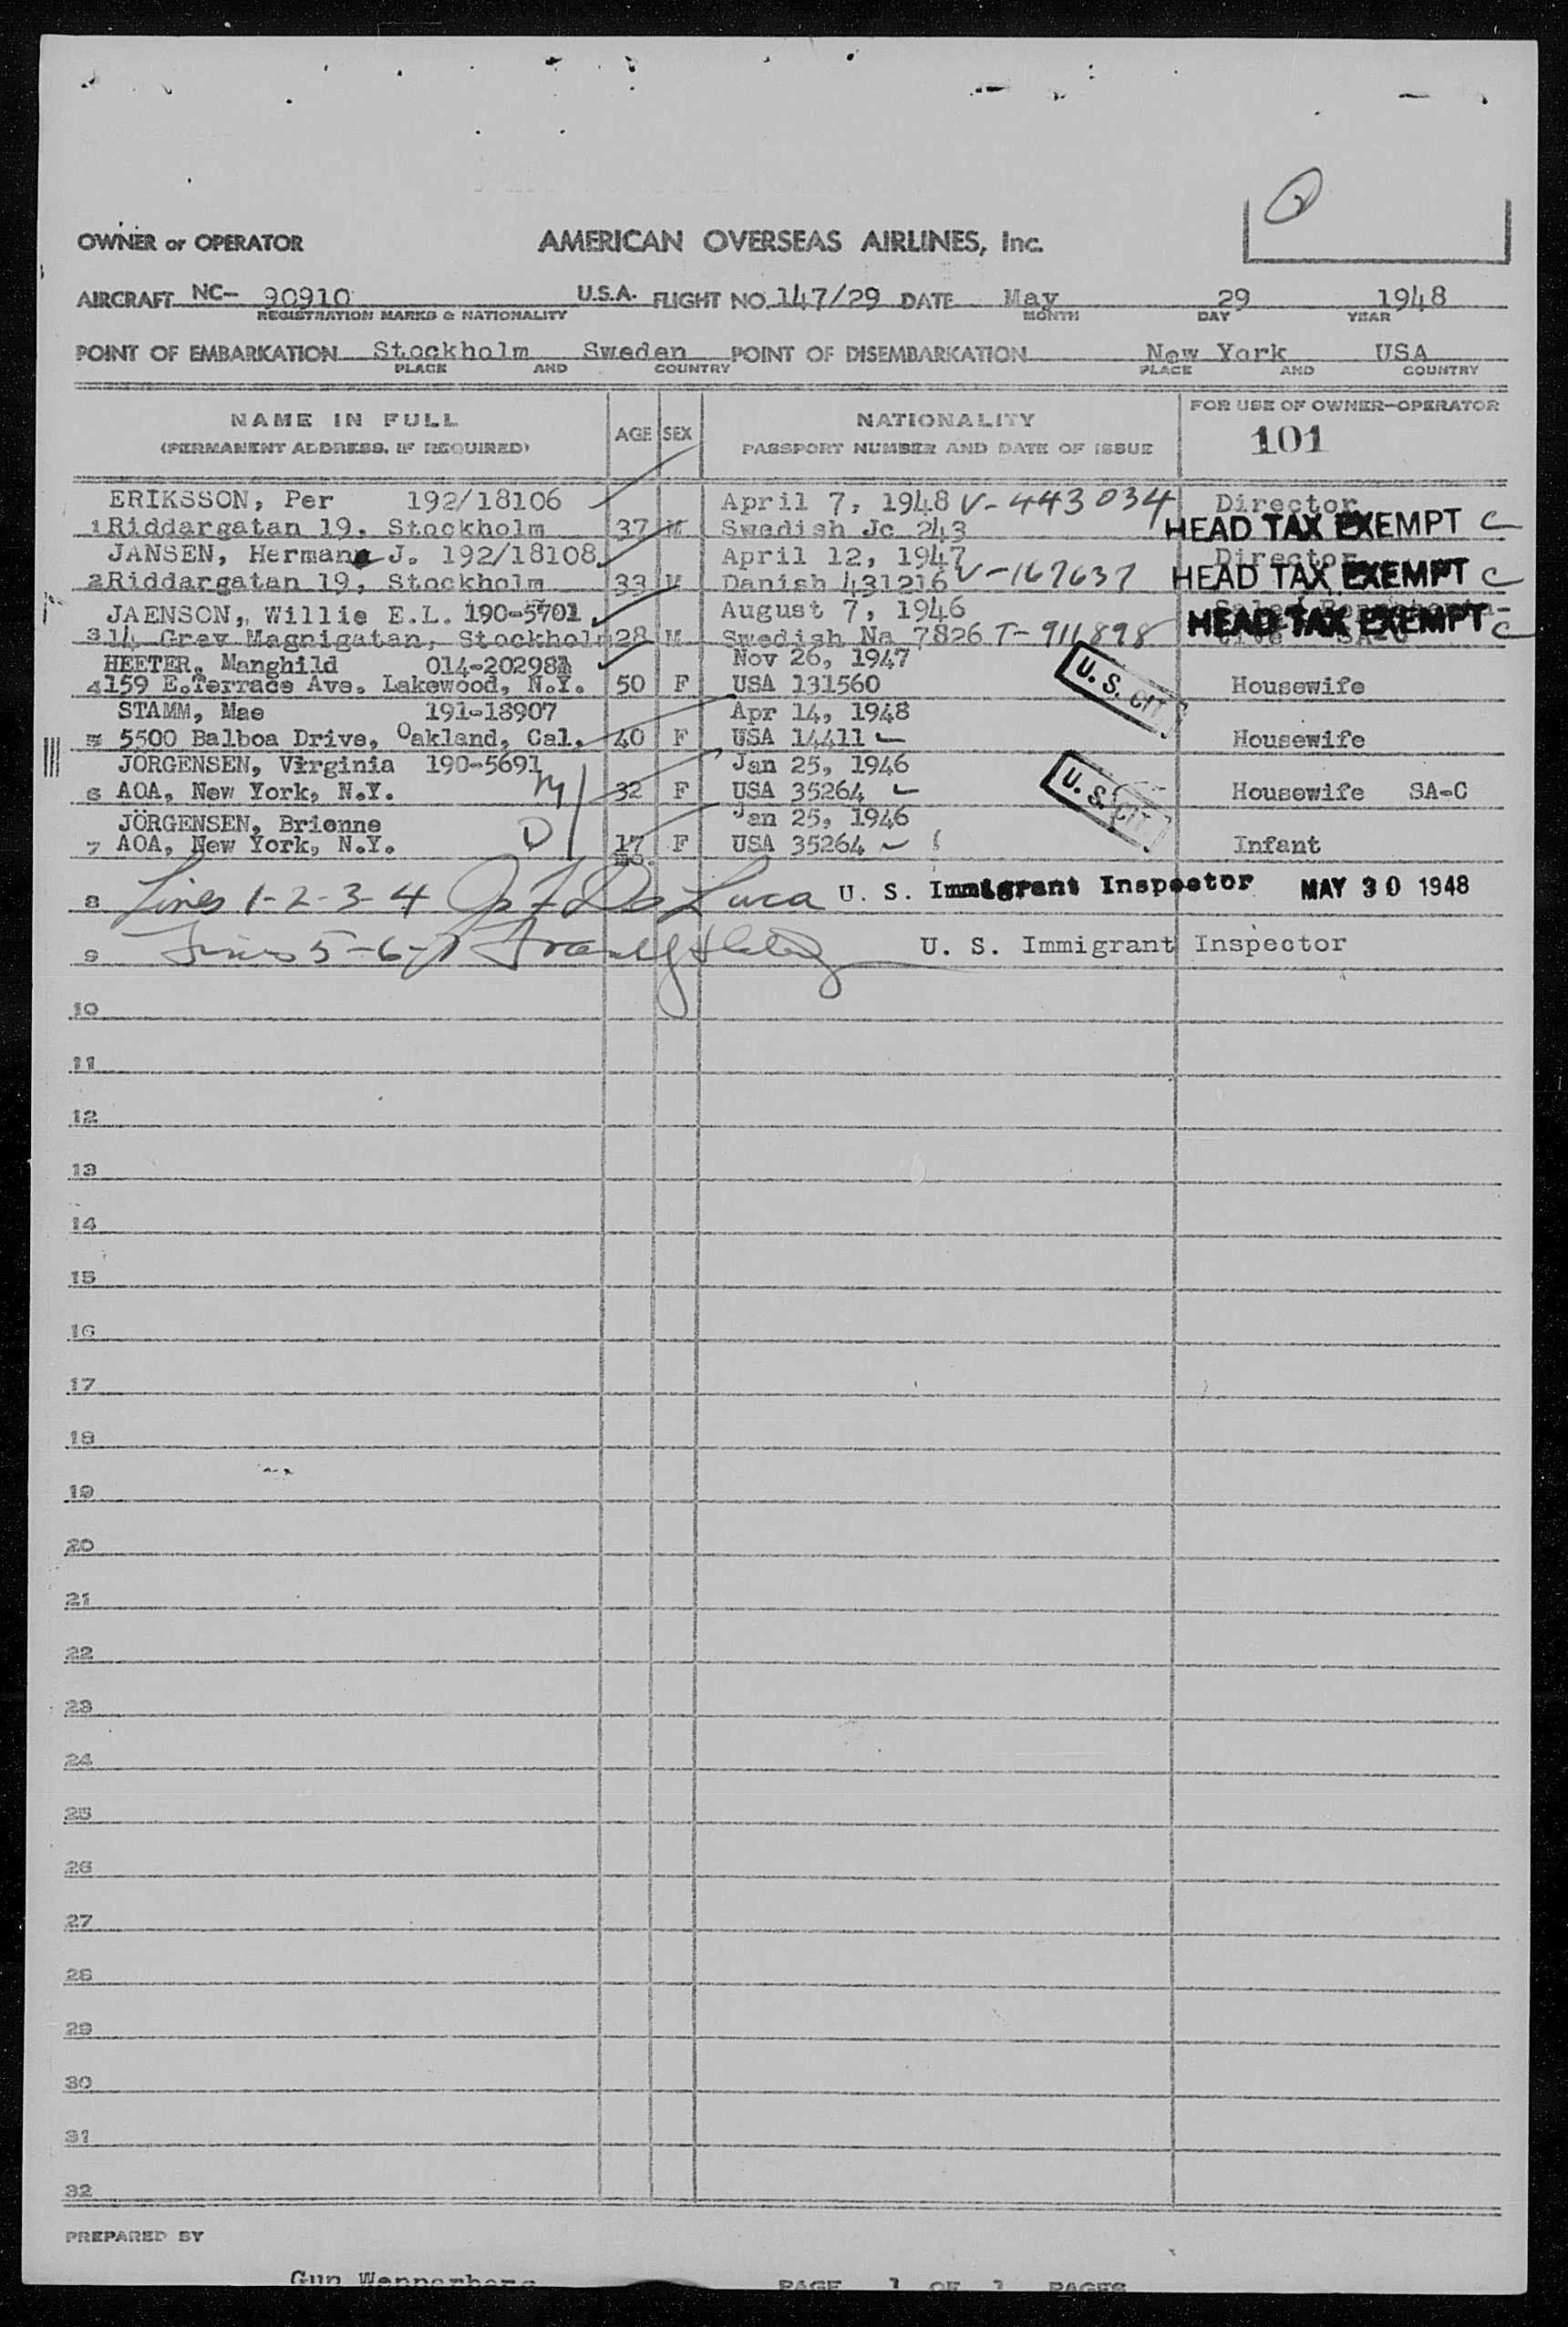 OWNER or OPERATOR AMERICAN OVERSEAS AIRLINES, Inc.
AIRCRAFT NC- 90910 U.S.A. FLIGHT NO. 147/29 DATE May 29 1948
REGISTRATION MARKS & NATIONALITY MONTH DAY YEAR
POINT OF EMBARKATION Stockholm Sweden POINT OF DISEMBARKATION New York USA
PLACE AND COUNTRY PLACE AND COUNTRY
NAME IN FULL AGE SEX NATIONALITY FOR USE OF OWNER-OPERATOR
(PERMANENT ADDRESS, IF REQUIRED) PASSPORT NUMBER AND DATE OF ISSUE 101
ERIKSSON, Per 192/18106 April 7, 1948 V-443034 Director
1 Riddargatan 19, Stockholm 37 M Swedish Jc 243 HEAD TAX EXEMPT C
JANSEN, Hermann J. 192/18108 April 12, 1947 Director
2 Riddargatan 19, Stockholm 33 M Danish 431216 V-167637 HEAD TAX EXEMPT C
JAENSON, Willie E.L. 190-5701 August 7, 1946
3 14 Grev Magnigatan, Stockholm 28 M Swedish Na 7826 T-911898 HEAD TAX EXEMPT C
HEETER, Manghild 014-20298 Nov 26, 1947 U.S. CIT
4 159 E. Terrace Ave. Lakewood, N.Y. 50 F USA 131560 Housewife
STAMM, Mae 191-18907 Apr 14, 1948
5 5500 Balboa Drive, Oakland, Cal. 40 F USA 14411 Housewife
JORGENSEN, Virginia 190-5691 Jan 25, 1946 U.S. CIT
6 AOA, New York, N.Y. M 32 F USA 35264 Housewife SA-C
JÖRGENSEN, Brienne D Jan 25, 1946
7 AOA, New York, N.Y. 17 mo. F USA 35264 Infant
8 Lines 1-2-3-4 De Luca U. S. Immigrant Inspector MAY 30 1948
9 Lines 5-6-7 U. S. Immigrant Inspector
10
11
12
13
14
15
16
17
18
19
20
21
22
23
24
25
26
27
28
29
30
31
32
PREPARED BY
Gun PAGE 1 OF 1 PAGES